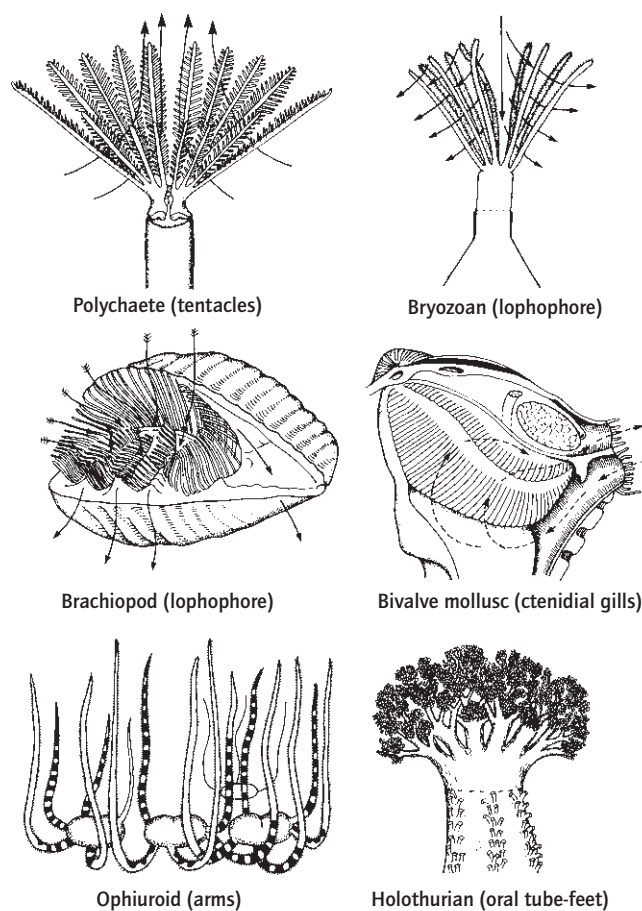 Polychaete (tentacles)
Bryozoan (lophophore)
Brachiopod (lophophore)
Bivalve mollusc (ctenidial gills)
Ophiuroid (arms)
Holothurian (oral tube-feet)